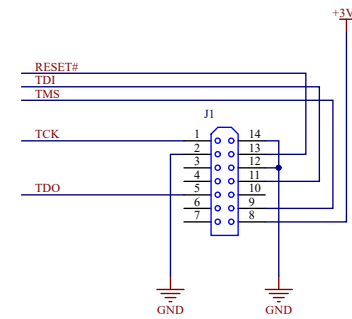 +3V
RESET#
TDI
TMS
J1
TCK 1 14
2 13
3 12
4 11
TDO 5 10
6 9
7 8
GND GND